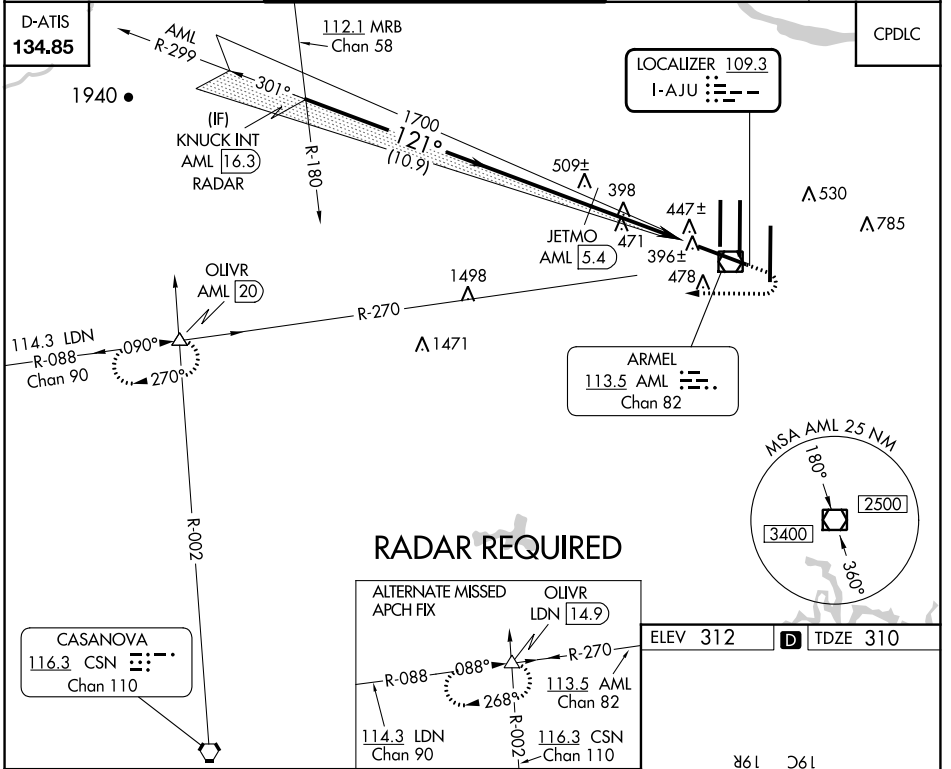 D-ATIS
134.85
AML
R-299
112.1 MRB
Chan 58
CPDLC
LOCALIZER 109.3
I-AJU
1940
301°
(IF)
KNUCK INT
AML 16.3
RADAR
R-180
1700
121°
(10.9)
509±
398
471
447±
396±
478
530
785
JETMO
AML 5.4
OLIVR
AML 20
1498
R-270
1471
114.3 LDN
R-088
Chan 90
090°
270°
ARMEL
113.5 AML
Chan 82
R-002
MSA AML 25 NM
180°
2500
3400
360°
RADAR REQUIRED
CASANOVA
116.3 CSN
Chan 110
ALTERNATE MISSED
APCH FIX
OLIVR
LDN 14.9
R-088
088°
R-270
268°
113.5 AML
Chan 82
R-002
114.3 LDN
Chan 90
116.3 CSN
Chan 110
ELEV 312
D
TDZE 310
19R
19C